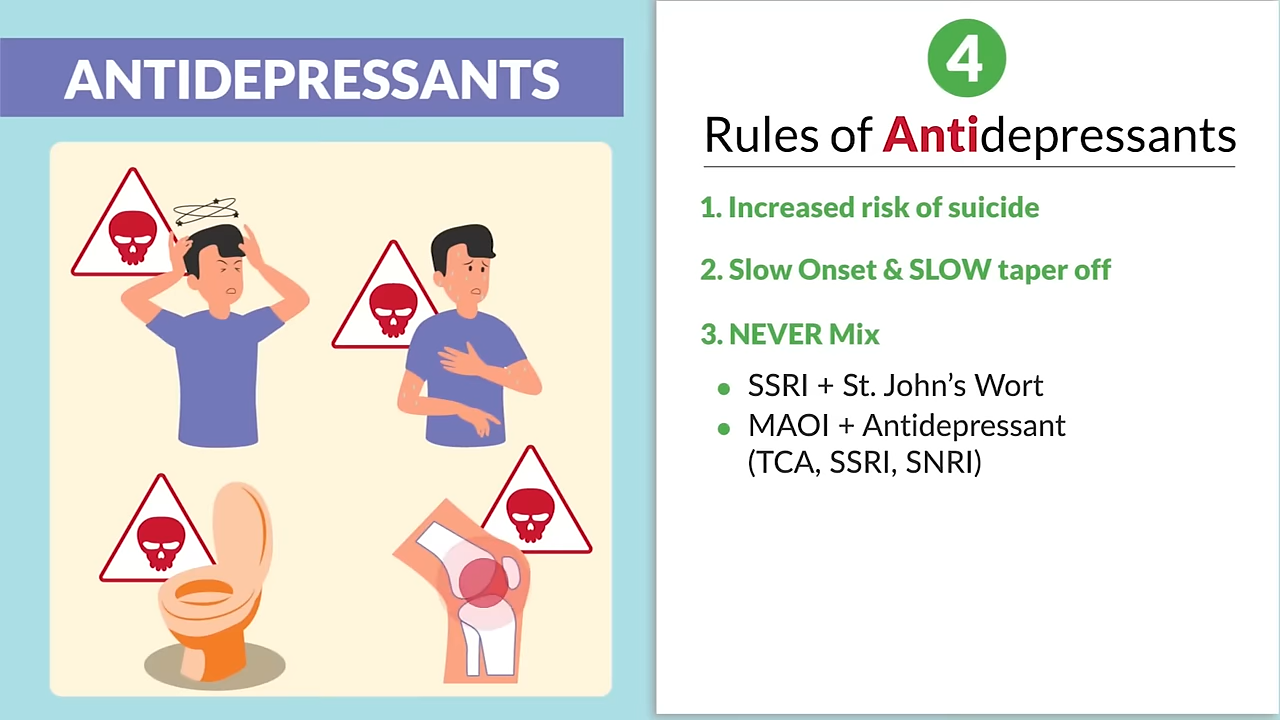 ANTIDEPRESSANTS
4
Rules of Antidepressants
1. Increased risk of suicide
2. Slow Onset & SLOW taper off
3. NEVER Mix
• SSRI + St. John’s Wort
• MAOI + Antidepressant
(TCA, SSRI, SNRI)